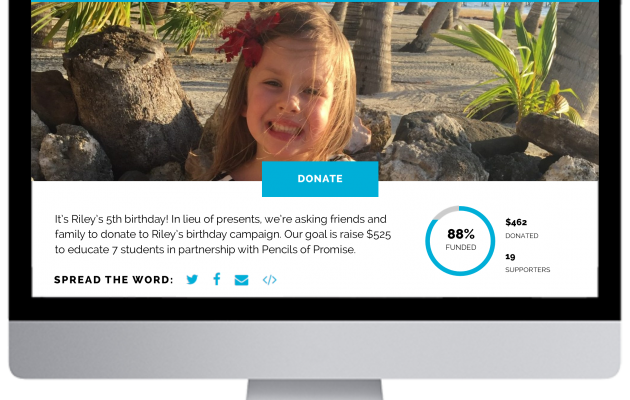 DONATE
It's Riley's 5th birthday! In lieu of presents, we're asking friends and
family to donate to Riley's birthday campaign. Our goal is raise $525
to educate 7 students in partnership with Pencils of Promise.
88%
FUNDED
$462
DONATED
19
SUPPORTERS
SPREAD THE WORD: